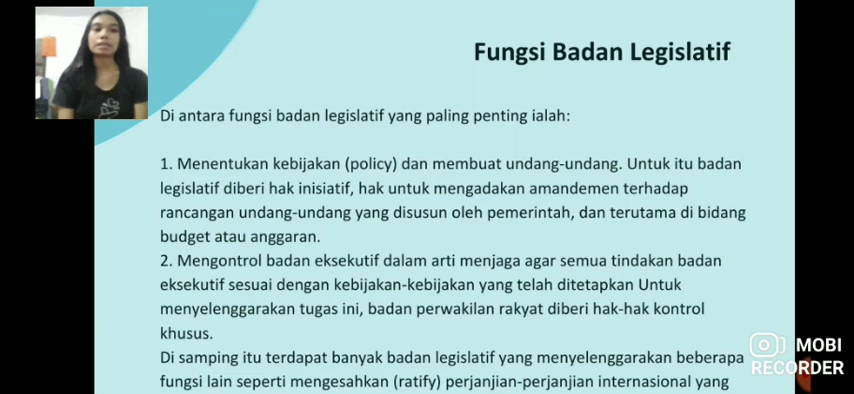 Fungsi Badan Legislatif
Di antara fungsi badan legislatif yang paling penting ialah:
1. Menentukan kebijakan (policy) dan membuat undang-undang. Untuk itu badan
legislatif diberi hak inisiatif, hak untuk mengadakan amandemen terhadap
rancangan undang-undang yang disusun oleh pemerintah, dan terutama di bidang
budget atau anggaran.
2. Mengontrol badan eksekutif dalam arti menjaga agar semua tindakan badan
eksekutif sesuai dengan kebijakan-kebijakan yang telah ditetapkan Untuk
menyelenggarakan tugas ini, badan perwakilan rakyat diberi hak-hak kontrol
khusus.
Di samping itu terdapat banyak badan legislatif yang menyelenggarakan beberapa
fungsi lain seperti mengesahkan (ratify) perjanjian-perjanjian internasional yang
MOBI
RECORDER